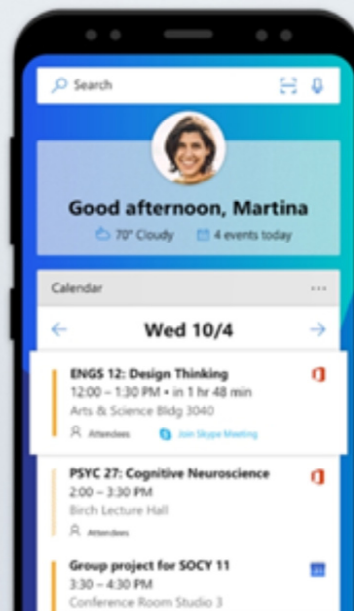 Search
Good afternoon, Martina
70° Cloudy 4 events today
Calendar
Wed 10/4
ENGS 12: Design Thinking
12:00 – 1:30 PM • in 1 hr 48 min
Arts & Science Bldg 3040
Attendees Join Skype Meeting
PSYC 27: Cognitive Neuroscience
2:00 – 3:30 PM
Birch Lecture Hall
Attendees
Group project for SOCY 11
3:30 – 4:30 PM
Conference Room Studio 3